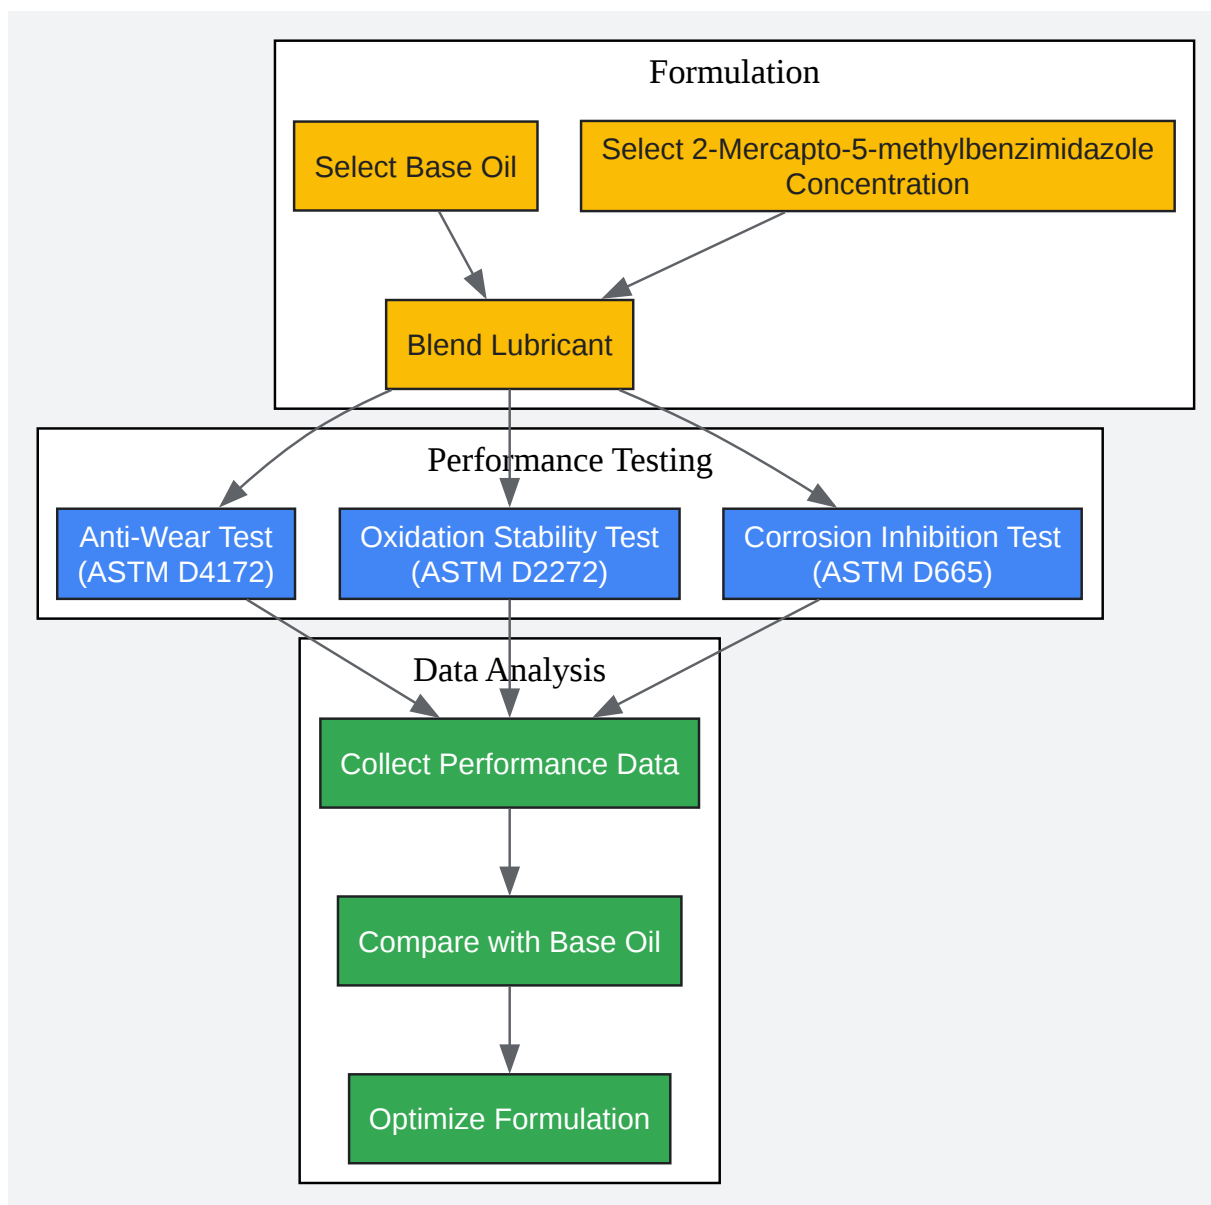 Formulation
Select Base Oil
Select 2-Mercapto-5-methylbenzimidazole
Concentration
Blend Lubricant
Performance Testing
Anti-Wear Test
(ASTM D4172)
Oxidation Stability Test
(ASTM D2272)
Corrosion Inhibition Test
(ASTM D665)
Data Analysis
Collect Performance Data
Compare with Base Oil
Optimize Formulation